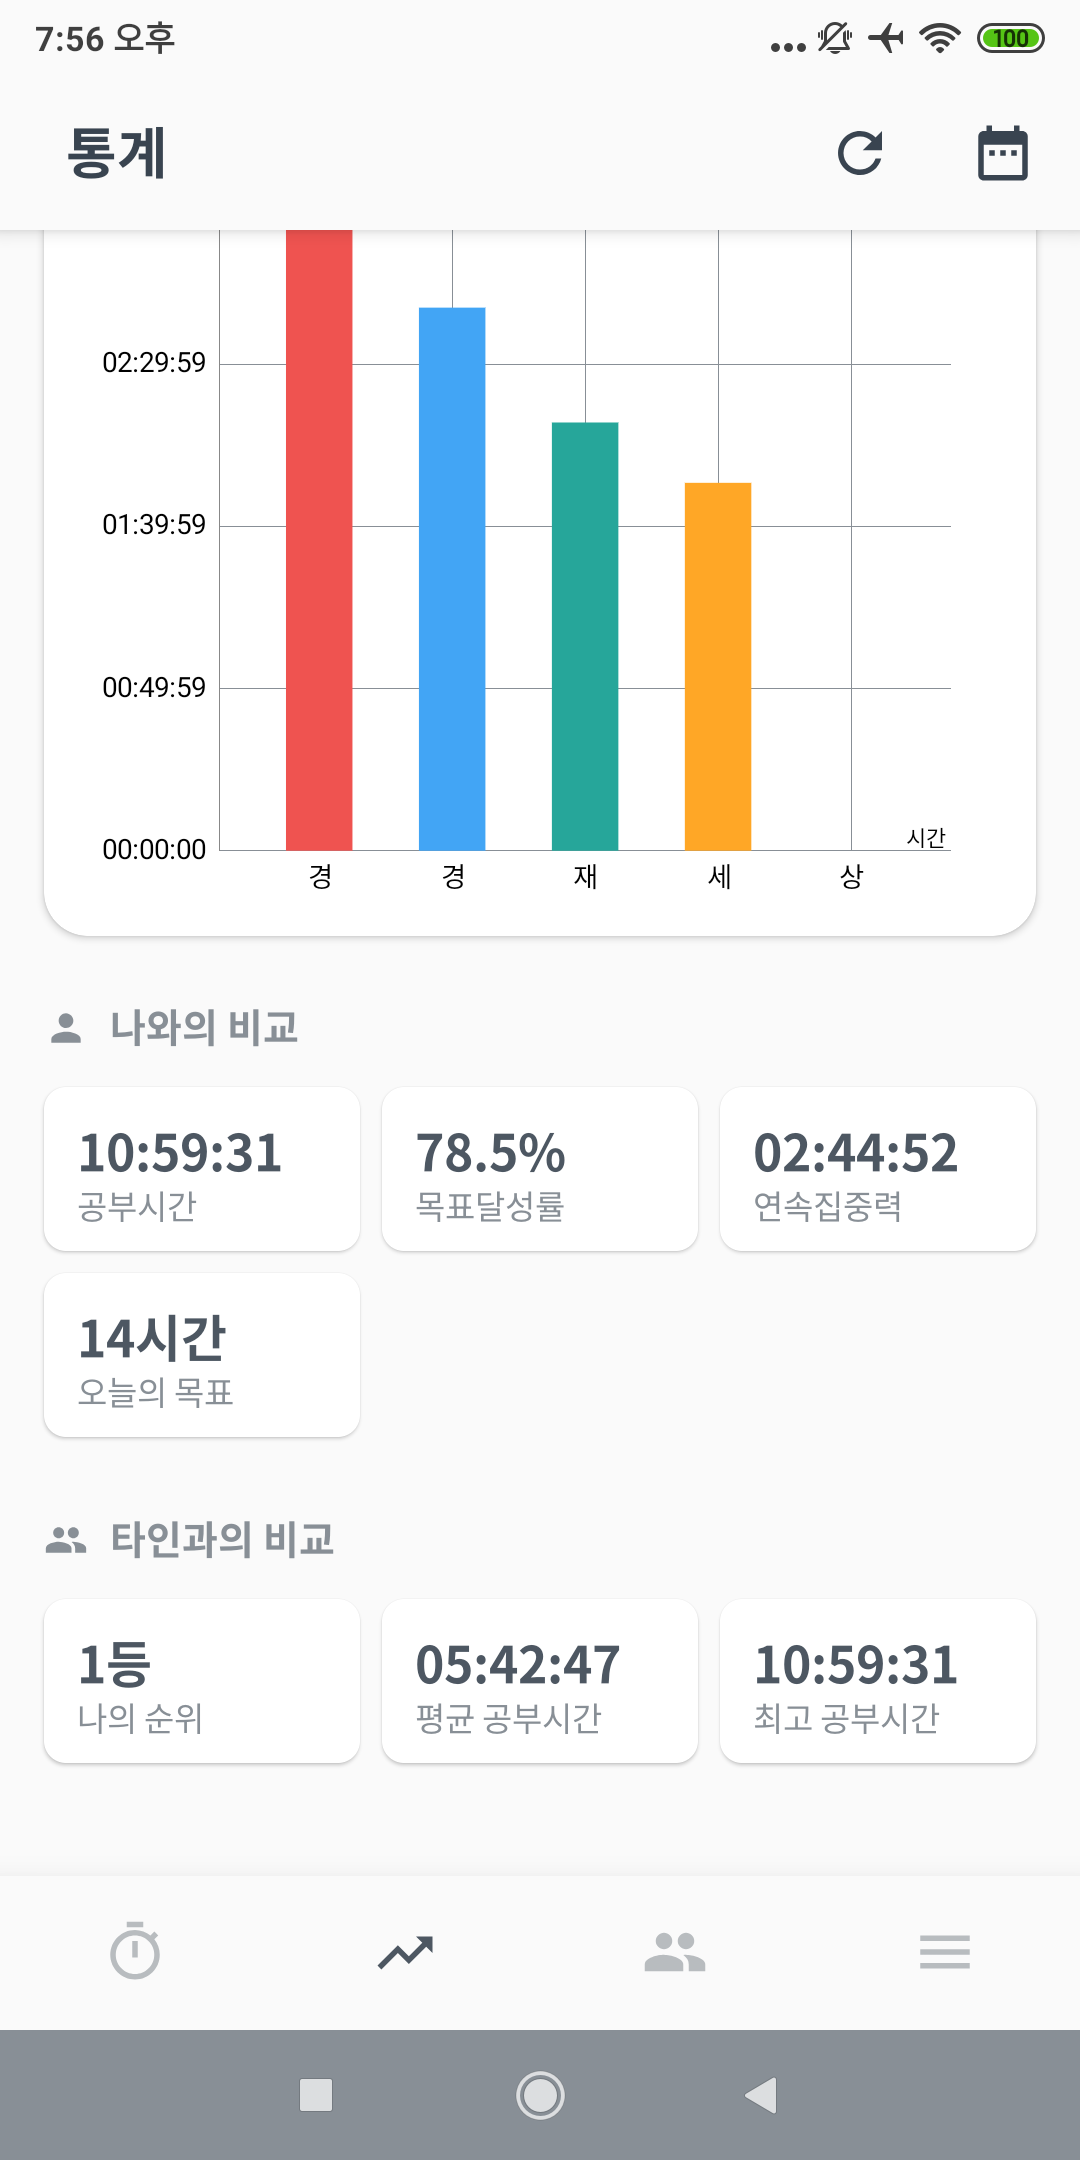 7:56 오후
100
통계
02:29:59
01:39:59
00:49:59
00:00:00
시간
경 경 재 세 상
나와의 비교
10:59:31 78.5% 02:44:52
공부시간 목표달성률 연속집중력
14시간
오늘의 목표
타인과의 비교
1등 05:42:47 10:59:31
나의 순위 평균 공부시간 최고 공부시간